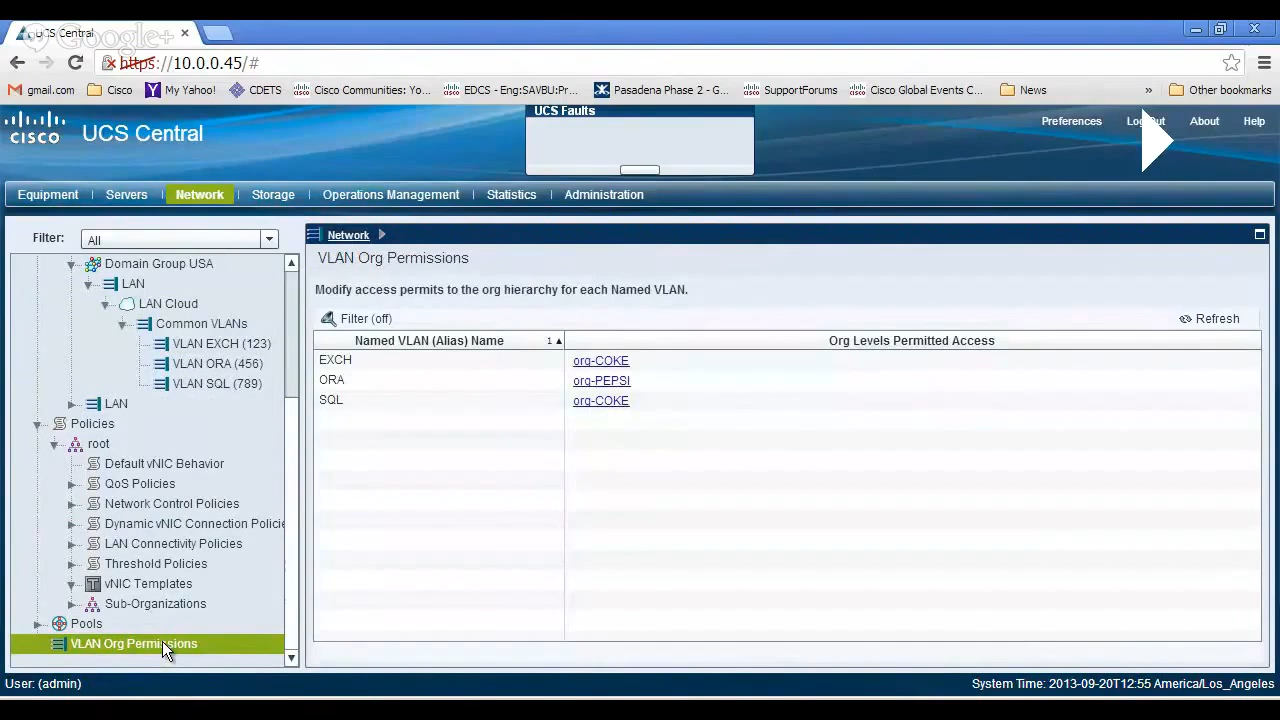 UCS Central
Google+
https://10.0.0.45/#
gmail.com Cisco My Yahoo! CDETS Cisco Communities: Yo... EDCS - Eng:SAVBU:Pr... Pasadena Phase 2 - G... SupportForums Cisco Global Events C... News » Other bookmarks
CISCO UCS Central
UCS Faults
Preferences Log Out About Help
Equipment Servers Network Storage Operations Management Statistics Administration
Filter: All
Domain Group USA
LAN
LAN Cloud
Common VLANs
VLAN EXCH (123)
VLAN ORA (456)
VLAN SQL (789)
LAN
Policies
root
Default vNIC Behavior
QoS Policies
Network Control Policies
Dynamic vNIC Connection Policie
LAN Connectivity Policies
Threshold Policies
vNIC Templates
Sub-Organizations
Pools
VLAN Org Permissions
Network
VLAN Org Permissions
Modify access permits to the org hierarchy for each Named VLAN.
Filter (off) Refresh
Named VLAN (Alias) Name 1 Org Levels Permitted Access
EXCH org-COKE
ORA org-PEPSI
SQL org-COKE
User: (admin) System Time: 2013-09-20T12:55 America/Los_Angeles